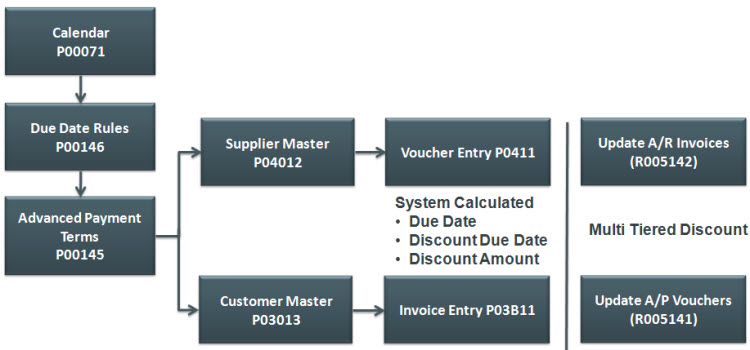 Calendar
P00071
Due Date Rules
P00146
Advanced Payment
Terms
P00145
Supplier Master
P04012
Voucher Entry P0411
System Calculated
• Due Date
• Discount Due Date
• Discount Amount
Customer Master
P03013
Invoice Entry P03B11
Update A/R Invoices
(R005142)
Multi Tiered Discount
Update A/P Vouchers
(R005141)